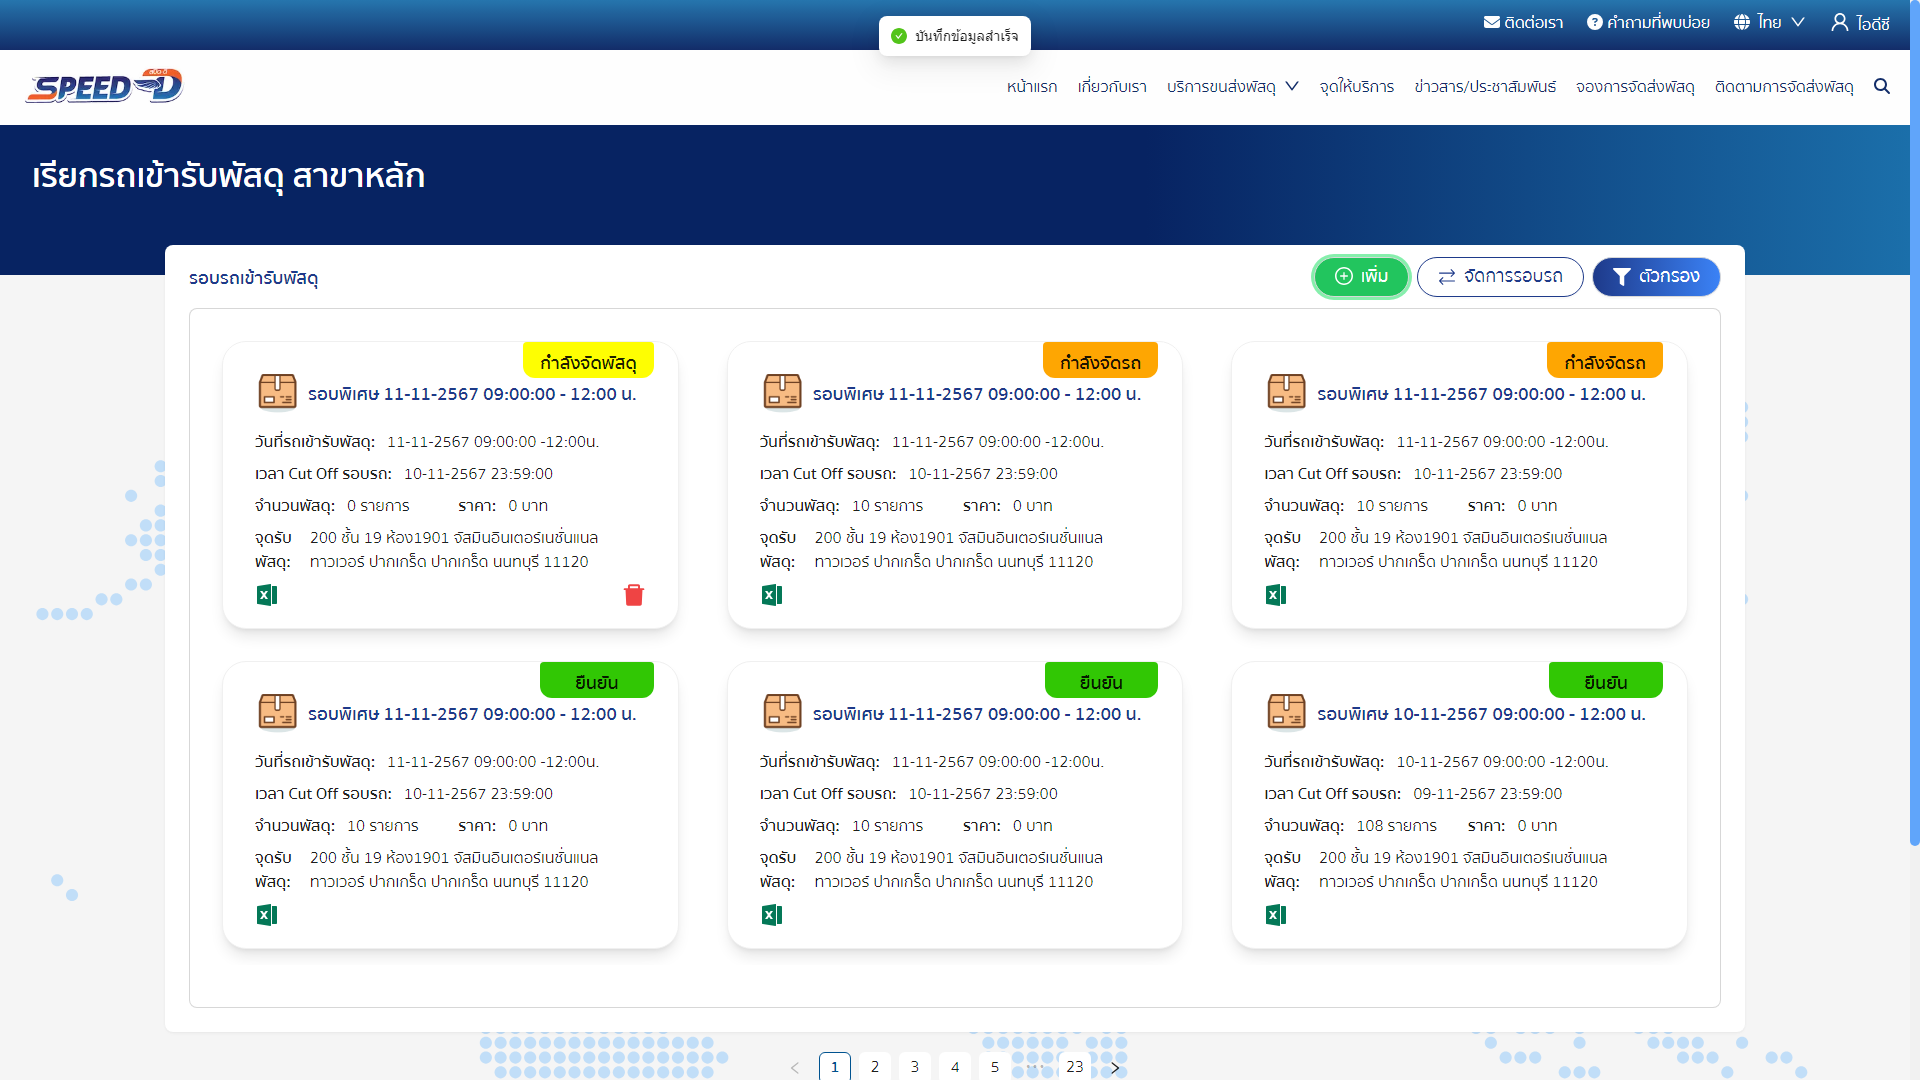 ติดต่อเรา คำถามที่พบบ่อย ไทย ไอดีซี
บันทึกข้อมูลสำเร็จ
SPEED-D
หน้าแรก เกี่ยวกับเรา บริการขนส่งพัสดุ จุดให้บริการ ข่าวสาร/ประชาสัมพันธ์ จองการจัดส่งพัสดุ ติดตามการจัดส่งพัสดุ
เรียกรถเข้ารับพัสดุ สาขาหลัก
รอบรถเข้ารับพัสดุ
เพิ่ม จัดการรอบรถ ตัวกรอง
กำลังจัดพัสดุ
รอบพิเศษ 11-11-2567 09:00:00 - 12:00 น.
วันที่รถเข้ารับพัสดุ: 11-11-2567 09:00:00 -12:00น.
เวลา Cut Off รอบรถ: 10-11-2567 23:59:00
จำนวนพัสดุ: 0 รายการ ราคา: 0 บาท
จุดรับพัสดุ: 200 ชั้น 19 ห้อง1901 จัสมินอินเตอร์เนชั่นแนล
ทาวเวอร์ ปากเกร็ด ปากเกร็ด นนทบุรี 11120
กำลังจัดรถ
รอบพิเศษ 11-11-2567 09:00:00 - 12:00 น.
วันที่รถเข้ารับพัสดุ: 11-11-2567 09:00:00 -12:00น.
เวลา Cut Off รอบรถ: 10-11-2567 23:59:00
จำนวนพัสดุ: 10 รายการ ราคา: 0 บาท
จุดรับพัสดุ: 200 ชั้น 19 ห้อง1901 จัสมินอินเตอร์เนชั่นแนล
ทาวเวอร์ ปากเกร็ด ปากเกร็ด นนทบุรี 11120
กำลังจัดรถ
รอบพิเศษ 11-11-2567 09:00:00 - 12:00 น.
วันที่รถเข้ารับพัสดุ: 11-11-2567 09:00:00 -12:00น.
เวลา Cut Off รอบรถ: 10-11-2567 23:59:00
จำนวนพัสดุ: 10 รายการ ราคา: 0 บาท
จุดรับพัสดุ: 200 ชั้น 19 ห้อง1901 จัสมินอินเตอร์เนชั่นแนล
ทาวเวอร์ ปากเกร็ด ปากเกร็ด นนทบุรี 11120
ยืนยัน
รอบพิเศษ 11-11-2567 09:00:00 - 12:00 น.
วันที่รถเข้ารับพัสดุ: 11-11-2567 09:00:00 -12:00น.
เวลา Cut Off รอบรถ: 10-11-2567 23:59:00
จำนวนพัสดุ: 10 รายการ ราคา: 0 บาท
จุดรับพัสดุ: 200 ชั้น 19 ห้อง1901 จัสมินอินเตอร์เนชั่นแนล
ทาวเวอร์ ปากเกร็ด ปากเกร็ด นนทบุรี 11120
ยืนยัน
รอบพิเศษ 11-11-2567 09:00:00 - 12:00 น.
วันที่รถเข้ารับพัสดุ: 11-11-2567 09:00:00 -12:00น.
เวลา Cut Off รอบรถ: 10-11-2567 23:59:00
จำนวนพัสดุ: 10 รายการ ราคา: 0 บาท
จุดรับพัสดุ: 200 ชั้น 19 ห้อง1901 จัสมินอินเตอร์เนชั่นแนล
ทาวเวอร์ ปากเกร็ด ปากเกร็ด นนทบุรี 11120
ยืนยัน
รอบพิเศษ 10-11-2567 09:00:00 - 12:00 น.
วันที่รถเข้ารับพัสดุ: 10-11-2567 09:00:00 -12:00น.
เวลา Cut Off รอบรถ: 09-11-2567 23:59:00
จำนวนพัสดุ: 108 รายการ ราคา: 0 บาท
จุดรับพัสดุ: 200 ชั้น 19 ห้อง1901 จัสมินอินเตอร์เนชั่นแนล
ทาวเวอร์ ปากเกร็ด ปากเกร็ด นนทบุรี 11120
1 2 3 4 5 ••• 23